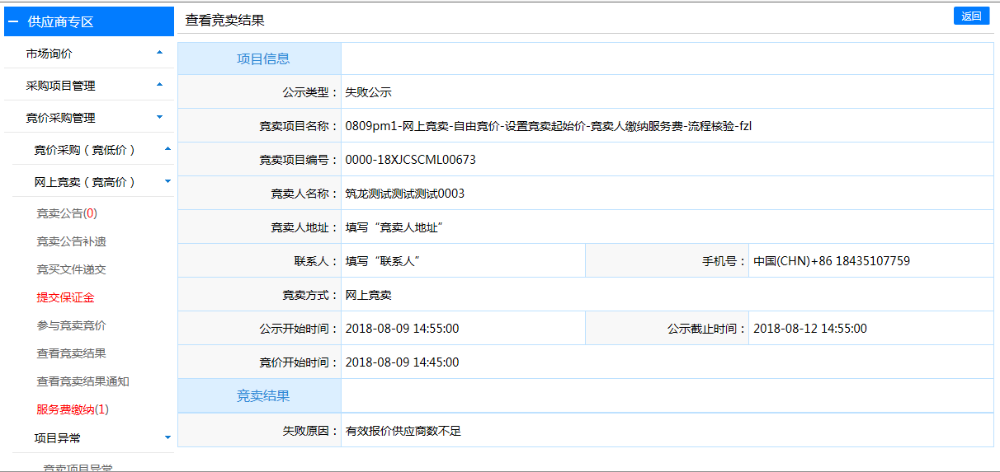 供应商专区
市场询价
采购项目管理
竞价采购管理
竞价采购（竞低价）
网上竞卖（竞高价）
竞卖公告(0)
竞卖公告补遗
竞买文件递交
提交保证金
参与竞卖竞价
查看竞卖结果
查看竞卖结果通知
服务费缴纳(1)
项目异常
竞卖项目异常
查看竞卖结果
返回
项目信息
公示类型： 失败公示
竞卖项目名称： 0809pm1-网上竞卖-自由竞价-设置竞卖起始价-竞卖人缴纳服务费-流程核验-fzl
竞卖项目编号： 0000-18XJCSCML00673
竞卖人名称： 筑龙测试测试测试0003
竞卖人地址： 填写“竞卖人地址”
联系人： 填写“联系人” 手机号： 中国(CHN)+86 18435107759
竞卖方式： 网上竞卖
公示开始时间： 2018-08-09 14:55:00 公示截止时间： 2018-08-12 14:55:00
竞价开始时间： 2018-08-09 14:45:00
竞卖结果
失败原因： 有效报价供应商数不足